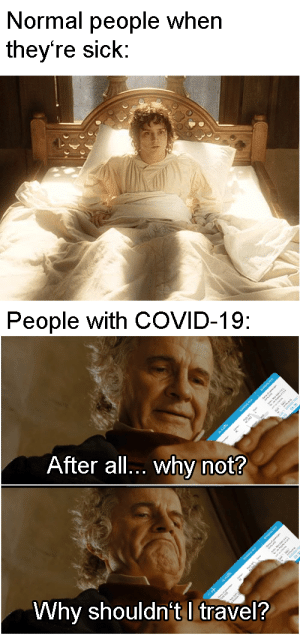 Normal people when
they're sick:
People with COVID-19:
After all... why not?
Why shouldn't I travel?